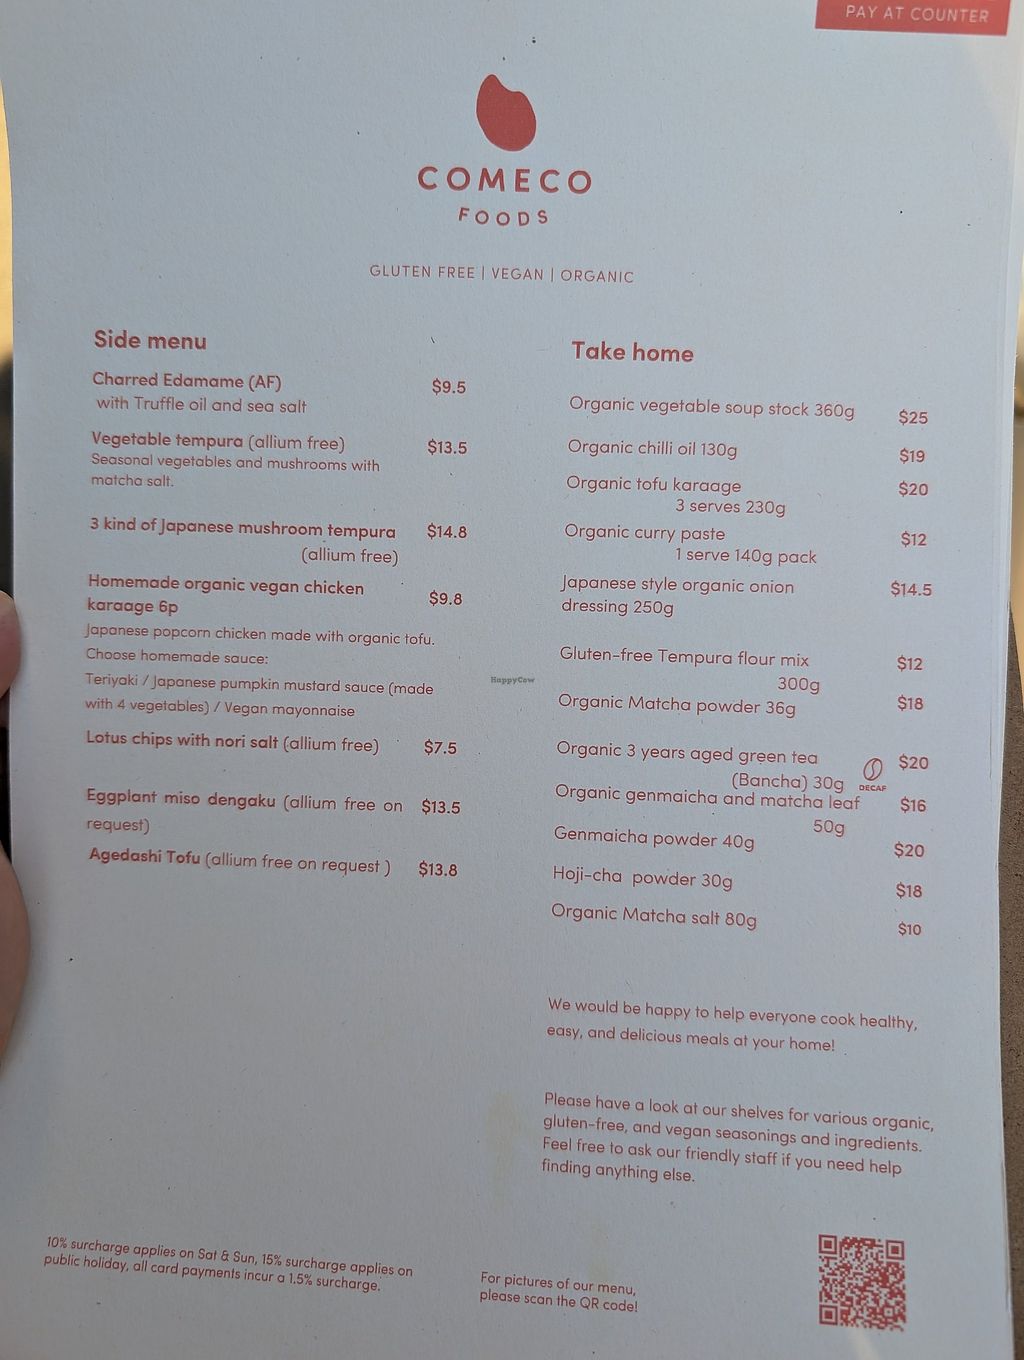 PAY AT COUNTER
COMECO
FOODS
GLUTEN FREE | VEGAN | ORGANIC
Side menu
Charred Edamame (AF) $9.5
with Truffle oil and sea salt
Vegetable tempura (allium free) $13.5
Seasonal vegetables and mushrooms with
matcha salt.
3 kind of Japanese mushroom tempura $14.8
(allium free)
Homemade organic vegan chicken
karaage 6p $9.8
Japanese popcorn chicken made with organic tofu.
Choose homemade sauce:
Teriyaki / Japanese pumpkin mustard sauce (made
with 4 vegetables) / Vegan mayonnaise
Lotus chips with nori salt (allium free) $7.5
Eggplant miso dengaku (allium free on $13.5
request)
Agedashi Tofu (allium free on request ) $13.8
Take home
Organic vegetable soup stock 360g $25
Organic chilli oil 130g $19
Organic tofu karaage $20
3 serves 230g
Organic curry paste $12
1 serve 140g pack
Japanese style organic onion $14.5
dressing 250g
Gluten-free Tempura flour mix $12
300g
Organic Matcha powder 36g $18
Organic 3 years aged green tea $20
(Bancha) 30g DECAF
Organic genmaicha and matcha leaf $16
50g
Genmaicha powder 40g $20
Hoji-cha powder 30g $18
Organic Matcha salt 80g $10
We would be happy to help everyone cook healthy,
easy, and delicious meals at your home!
Please have a look at our shelves for various organic,
gluten-free, and vegan seasonings and ingredients.
Feel free to ask our friendly staff if you need help
finding anything else.
10% surcharge applies on Sat & Sun, 15% surcharge applies on
public holiday, all card payments incur a 1.5% surcharge.
For pictures of our menu,
please scan the QR code!
HappyCow